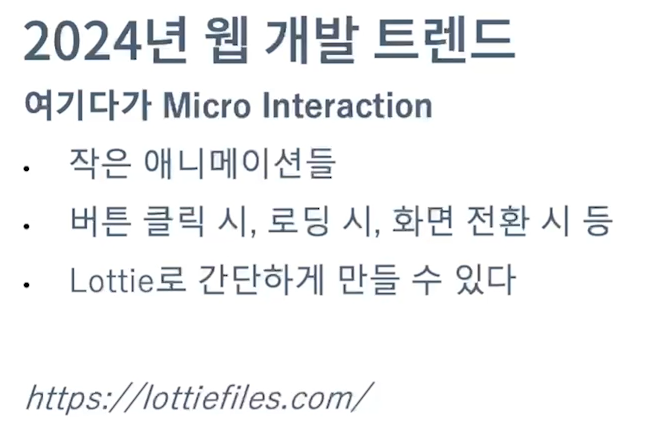 2024년 웹 개발 트렌드
여기다가 Micro Interaction
• 작은 애니메이션들
• 버튼 클릭 시, 로딩 시, 화면 전환 시 등
• Lottie로 간단하게 만들 수 있다
https://lottiefiles.com/